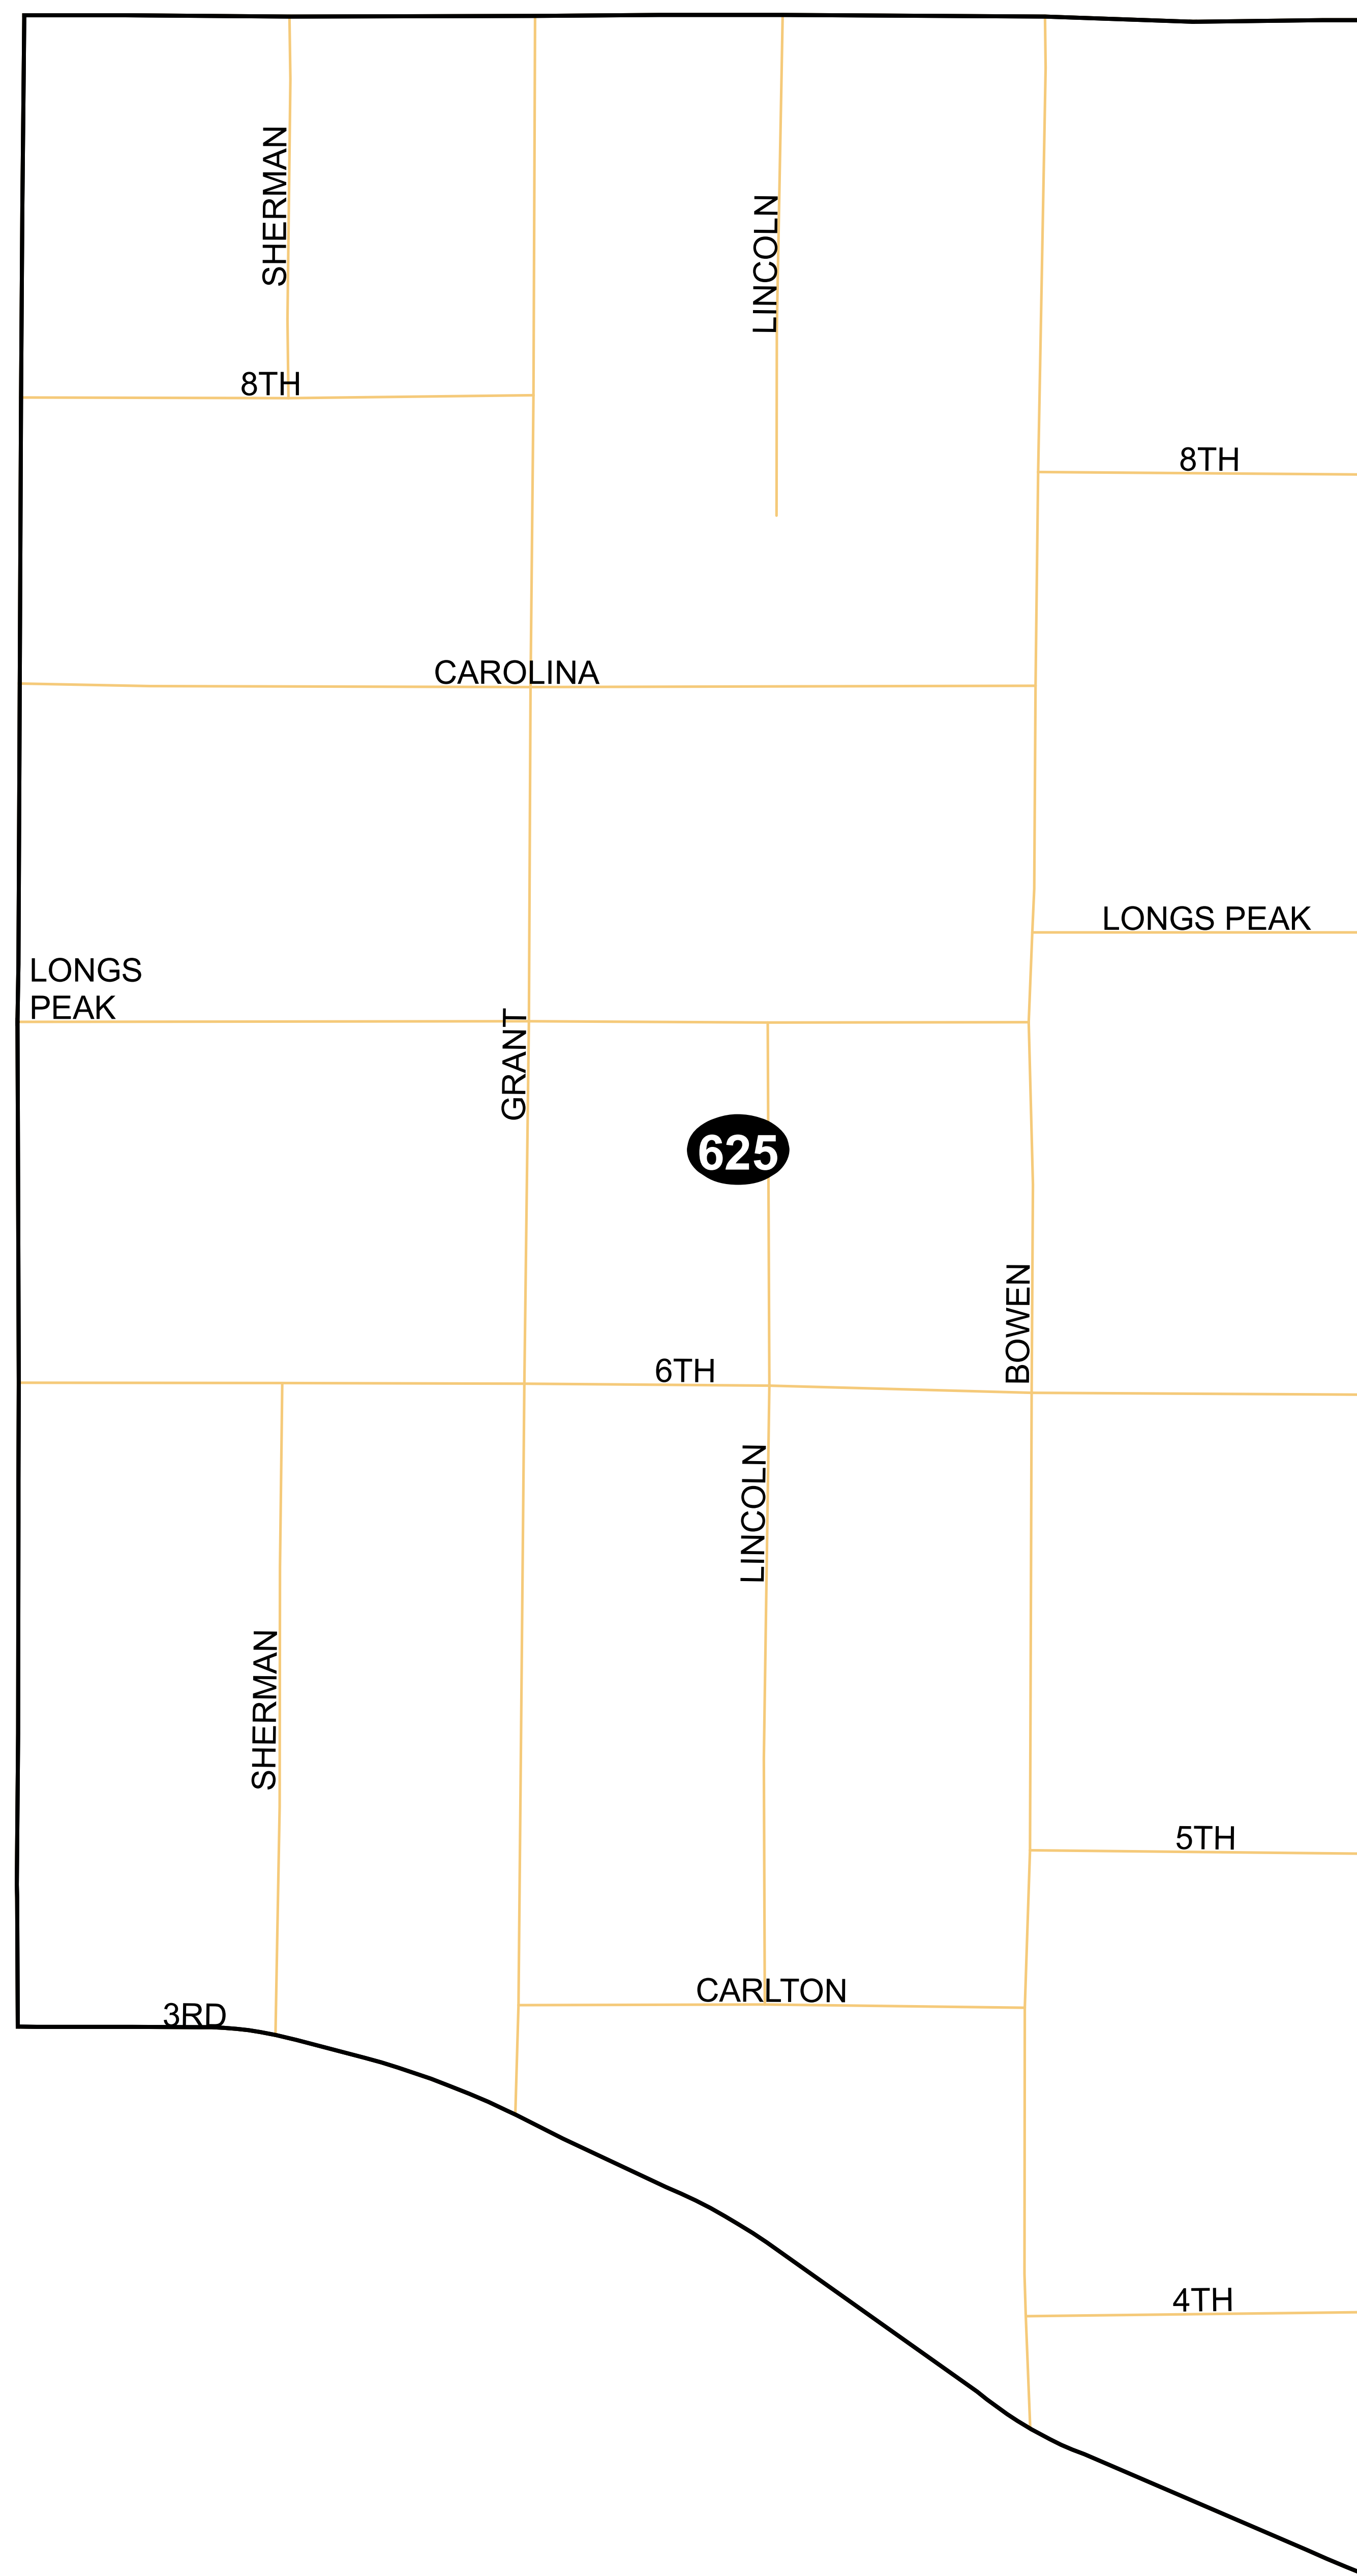 SHERMAN
LINCOLN
8TH
8TH
CAROLINA
LONGS PEAK
LONGS
PEAK
GRANT
625
BOWEN
6TH
LINCOLN
SHERMAN
5TH
CARLTON
3RD
4TH